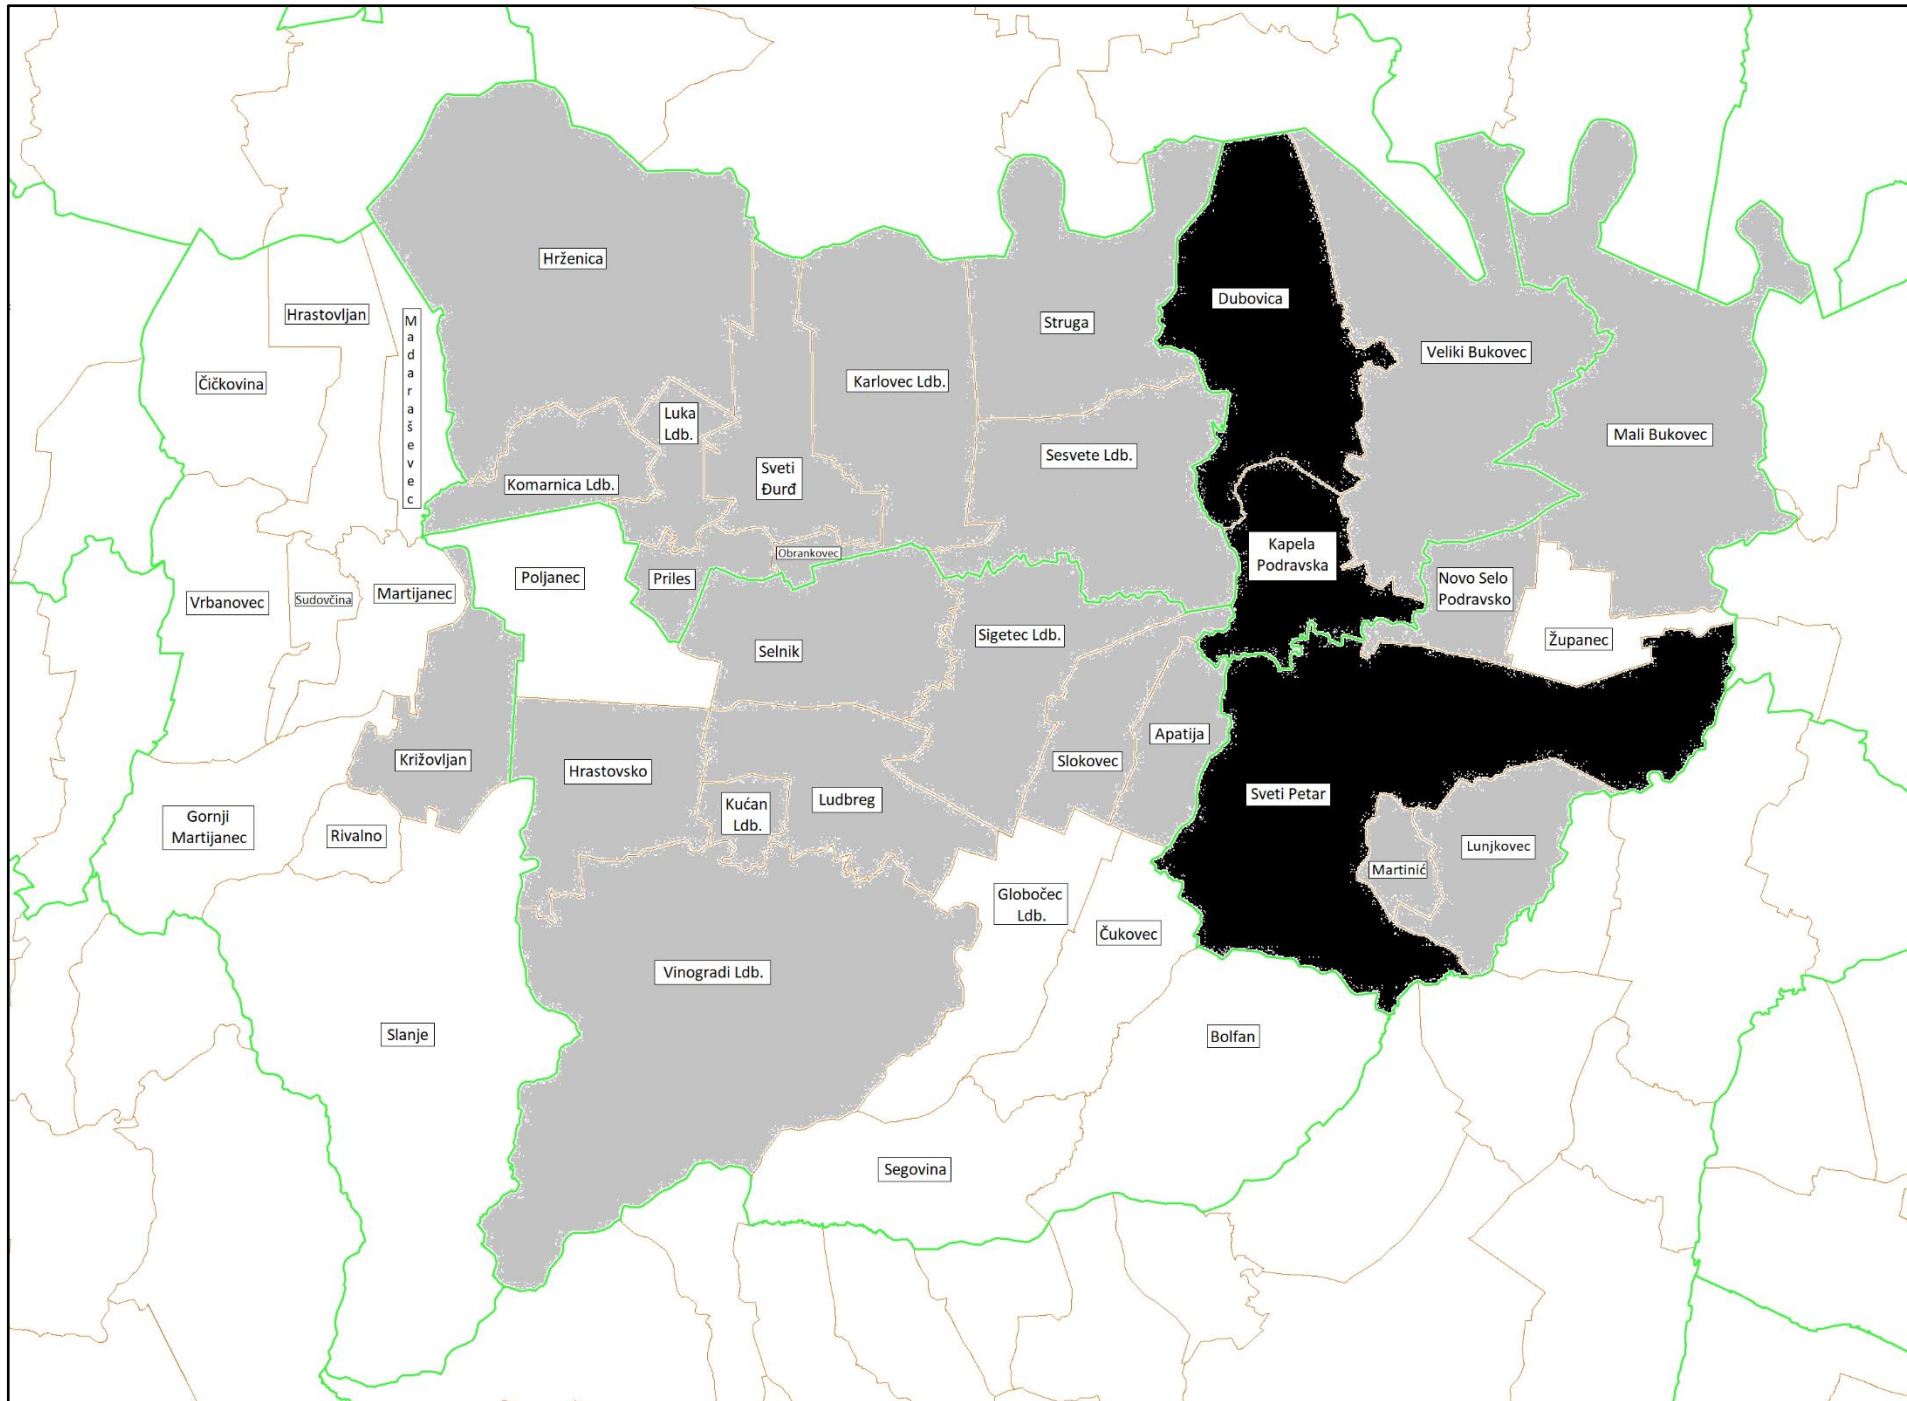 Hrženica
Dubovica
Hrastovljan
Struga
Madaraševec
Veliki Bukovec
Čičkovina
Karlovec Ldb.
Luka
Ldb.
Mali Bukovec
Sesvete Ldb.
Sveti
Đurđ
Komarnica Ldb.
Kapela
Podravska
Obrankovec
Poljanec
Priles
Novo Selo
Podravsko
Vrbanovec
Sudovčina
Martijanec
Sigetec Ldb.
Županec
Selnik
Apatija
Križovljan
Slokovec
Hrastovsko
Sveti Petar
Ludbreg
Kućan
Ldb.
Gornji
Martijanec
Rivalno
Lunjkovec
Martinić
Globočec
Ldb.
Čukovec
Vinogradi Ldb.
Slanje
Bolfan
Segovina